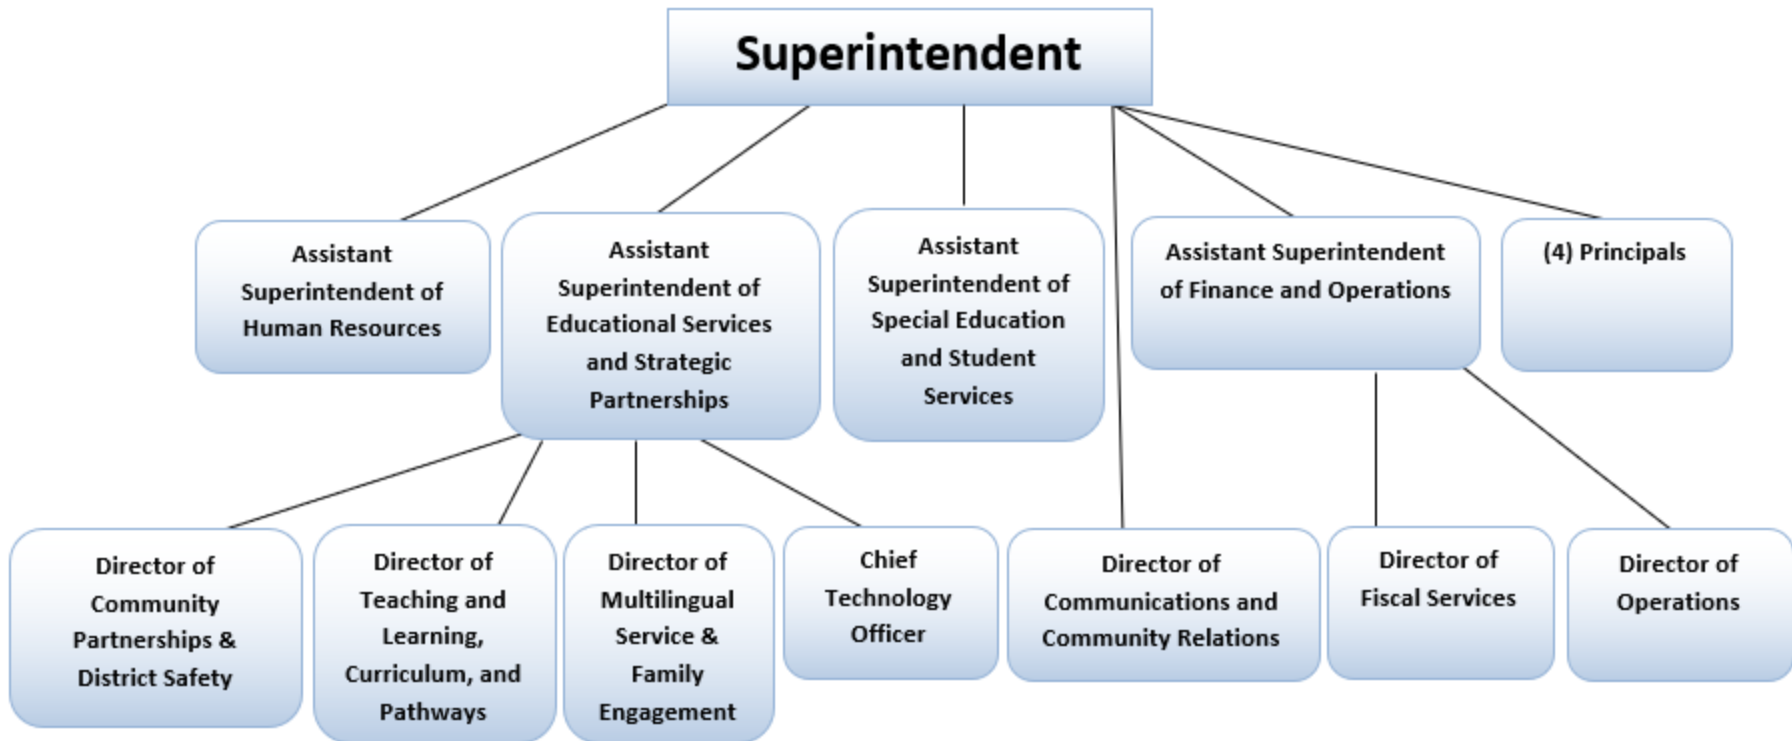 Superintendent
Assistant
Superintendent of
Human Resources
Assistant
Superintendent of
Educational Services
and Strategic
Partnerships
Assistant
Superintendent of
Special Education
and Student
Services
Assistant Superintendent
of Finance and Operations
(4) Principals
Director of
Community
Partnerships &
District Safety
Director of
Teaching and
Learning,
Curriculum, and
Pathways
Director of
Multilingual
Service &
Family
Engagement
Chief
Technology
Officer
Director of
Communications and
Community Relations
Director of
Fiscal Services
Director of
Operations